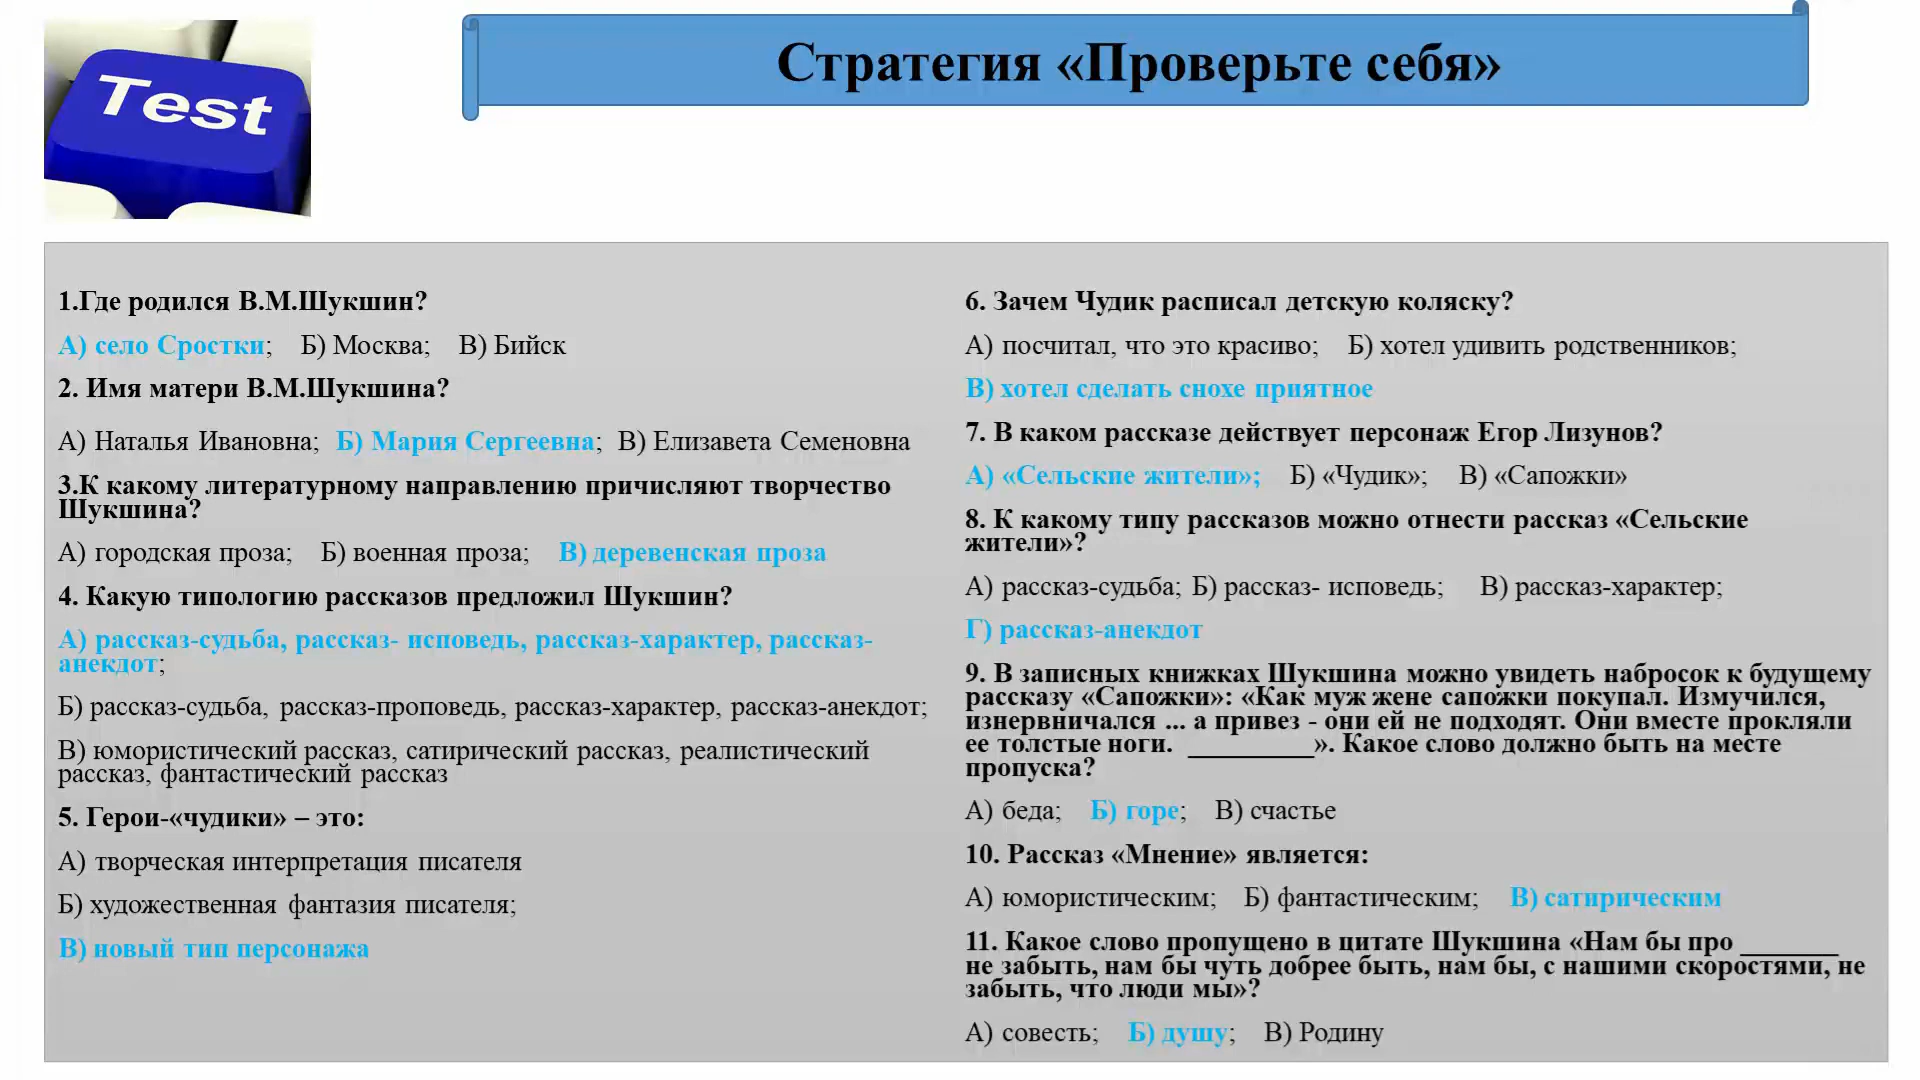 Test
Стратегия «Проверьте себя»
1.Где родился В.М.Шукшин?
А) село Сростки; Б) Москва; В) Бийск
2. Имя матери В.М.Шукшина?
А) Наталья Ивановна; Б) Мария Сергеевна; В) Елизавета Семеновна
3.К какому литературному направлению причисляют творчество
Шукшина?
А) городская проза; Б) военная проза; В) деревенская проза
4. Какую типологию рассказов предложил Шукшин?
А) рассказ-судьба, рассказ- исповедь, рассказ-характер, рассказ-
анекдот;
Б) рассказ-судьба, рассказ-проповедь, рассказ-характер, рассказ-анекдот;
В) юмористический рассказ, сатирический рассказ, реалистический
рассказ, фантастический рассказ
5. Герои-«чудики» – это:
А) творческая интерпретация писателя
Б) художественная фантазия писателя;
В) новый тип персонажа
6. Зачем Чудик расписал детскую коляску?
А) посчитал, что это красиво; Б) хотел удивить родственников;
В) хотел сделать снохе приятное
7. В каком рассказе действует персонаж Егор Лизунов?
А) «Сельские жители»; Б) «Чудик»; В) «Сапожки»
8. К какому типу рассказов можно отнести рассказ «Сельские
жители»?
А) рассказ-судьба; Б) рассказ- исповедь; В) рассказ-характер;
Г) рассказ-анекдот
9. В записных книжках Шукшина можно увидеть набросок к будущему
рассказу «Сапожки»: «Как муж жене сапожки покупал. Измучился,
изнервничался ... а привез - они ей не подходят. Они вместе прокляли
ее толстые ноги. _________». Какое слово должно быть на месте
пропуска?
А) беда; Б) горе; В) счастье
10. Рассказ «Мнение» является:
А) юмористическим; Б) фантастическим; В) сатирическим
11. Какое слово пропущено в цитате Шукшина «Нам бы про _______
не забыть, нам бы чуть добрее быть, нам бы, с нашими скоростями, не
забыть, что люди мы»?
А) совесть; Б) душу; В) Родину